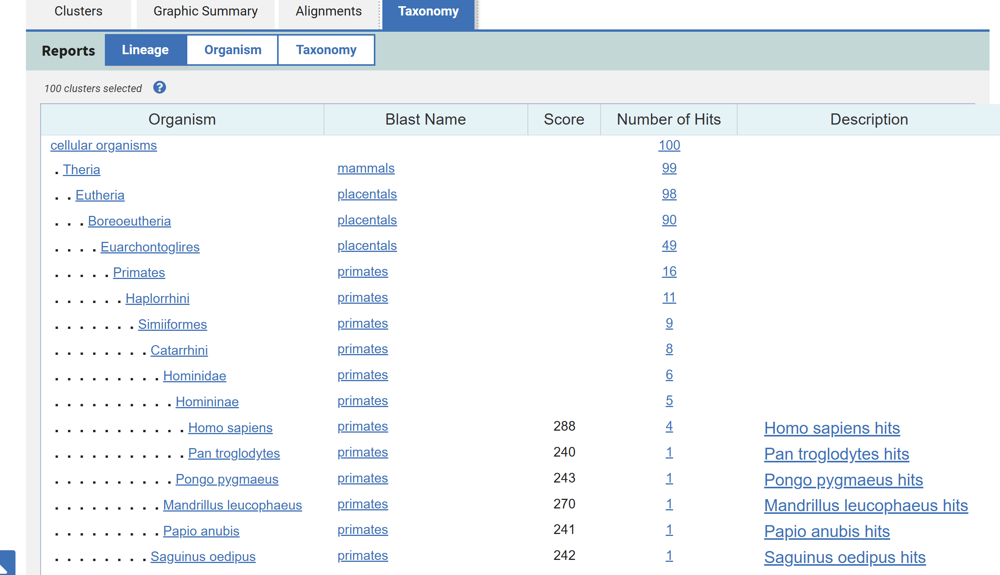 Clusters Graphic Summary Alignments Taxonomy
Reports Lineage Organism Taxonomy
100 clusters selected ?
Organism Blast Name Score Number of Hits Description
cellular organisms 100
. Theria mammals 99
. . Eutheria placentals 98
. . . Boreoeutheria placentals 90
. . . . Euarchontoglires placentals 49
. . . . . Primates primates 16
. . . . . . Haplorrhini primates 11
. . . . . . . Simiiformes primates 9
. . . . . . . . Catarrhini primates 8
. . . . . . . . . Hominidae primates 6
. . . . . . . . . . Homininae primates 5
. . . . . . . . . . . Homo sapiens primates 288 4 Homo sapiens hits
. . . . . . . . . . . Pan troglodytes primates 240 1 Pan troglodytes hits
. . . . . . . . . . Pongo pygmaeus primates 243 1 Pongo pygmaeus hits
. . . . . . . . . Mandrillus leucophaeus primates 270 1 Mandrillus leucophaeus hits
. . . . . . . . . Papio anubis primates 241 1 Papio anubis hits
. . . . . . . . Saguinus oedipus primates 242 1 Saguinus oedipus hits